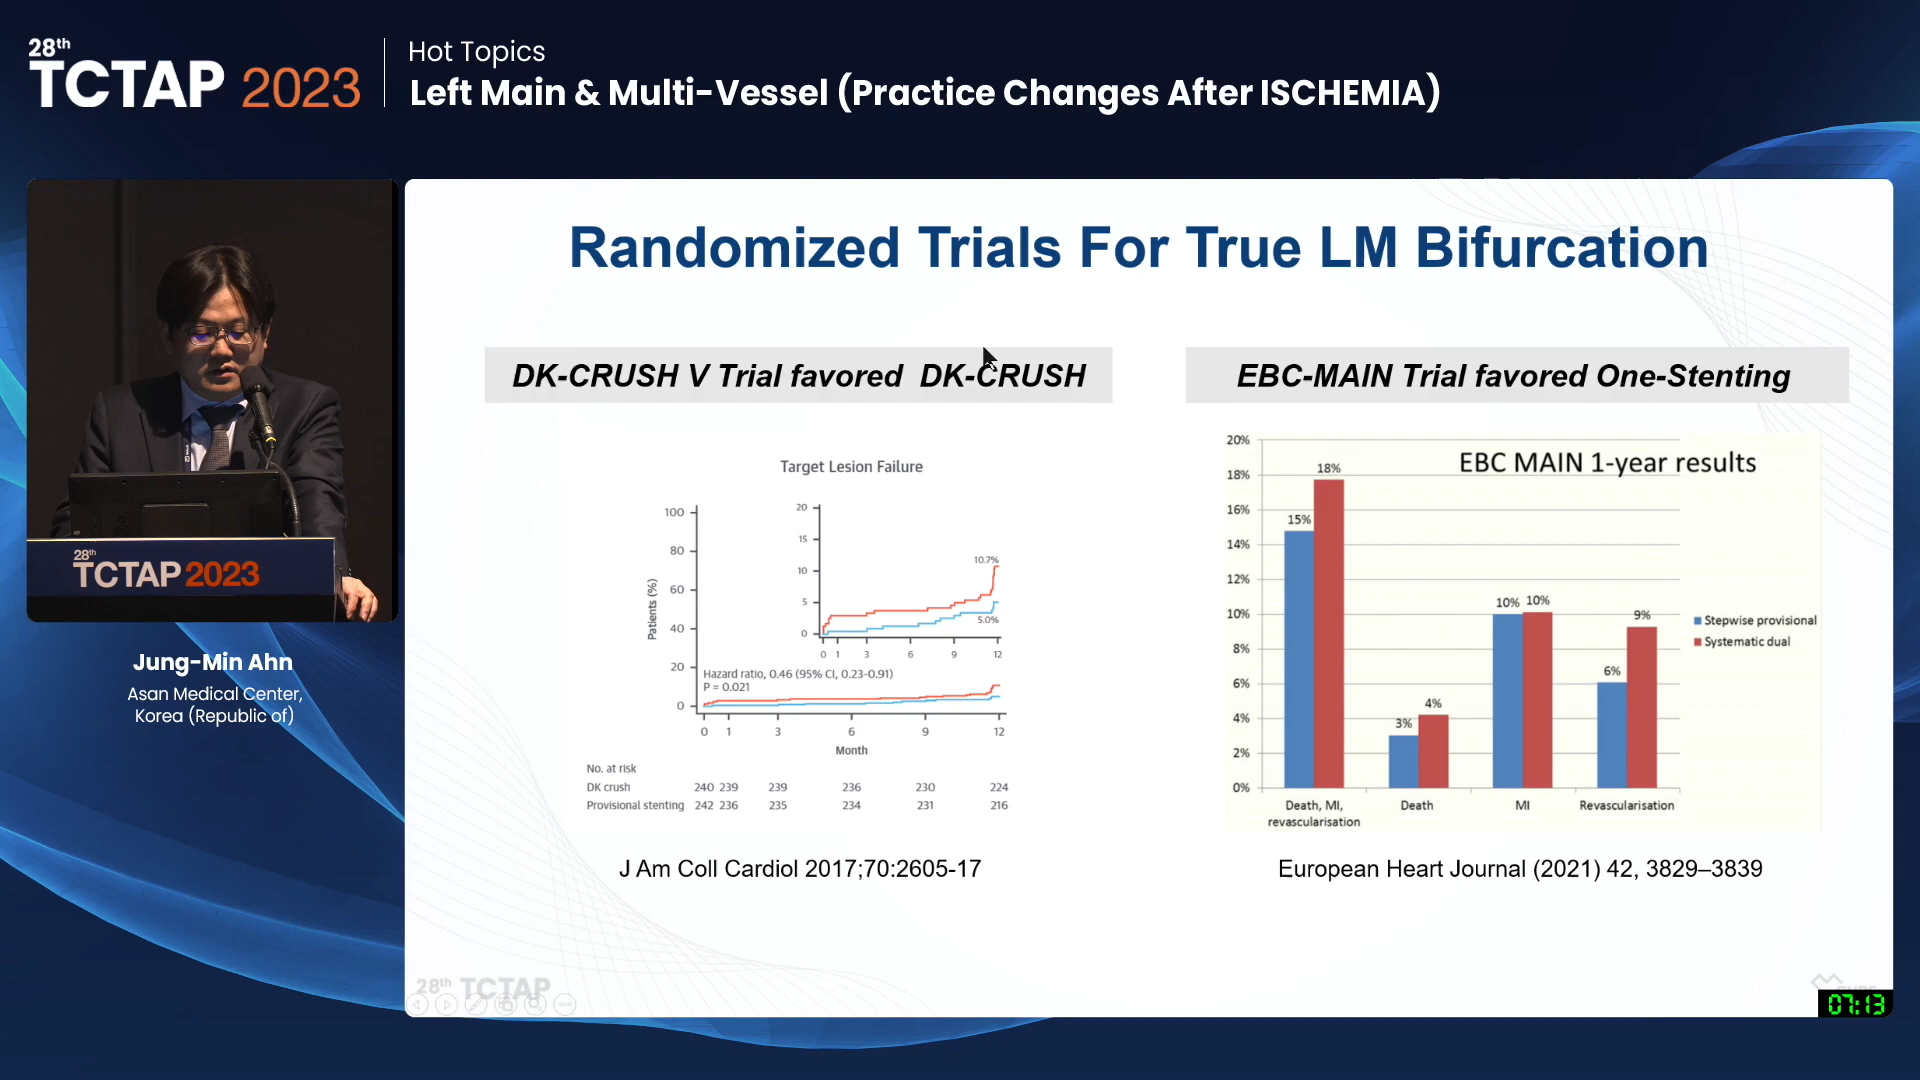 28th
TCTAP 2023
Hot Topics
Left Main & Multi-Vessel (Practice Changes After ISCHEMIA)
28th
TCTAP 2023
Jung-Min Ahn
Asan Medical Center,
Korea (Republic of)
Randomized Trials For True LM Bifurcation
DK-CRUSH V Trial favored DK-CRUSH
Target Lesion Failure
Patients (%)
100
80
60
40
20
0
20
15
10
5
0
10.7%
5.0%
0 1 3 6 9 12
Hazard ratio, 0.46 (95% CI, 0.23-0.91)
P = 0.021
0 1 3 6 9 12
Month
No. at risk
DK crush 240 239 239 236 230 224
Provisional stenting 242 236 235 234 231 216
J Am Coll Cardiol 2017;70:2605-17
EBC-MAIN Trial favored One-Stenting
EBC MAIN 1-year results
20%
18%
16%
14%
12%
10%
8%
6%
4%
2%
0%
15% 18%
3% 4%
10% 10%
6% 9%
Death, MI,
revascularisation
Death
MI
Revascularisation
Stepwise provisional
Systematic dual
European Heart Journal (2021) 42, 3829–3839
28th TCTAP
07:13